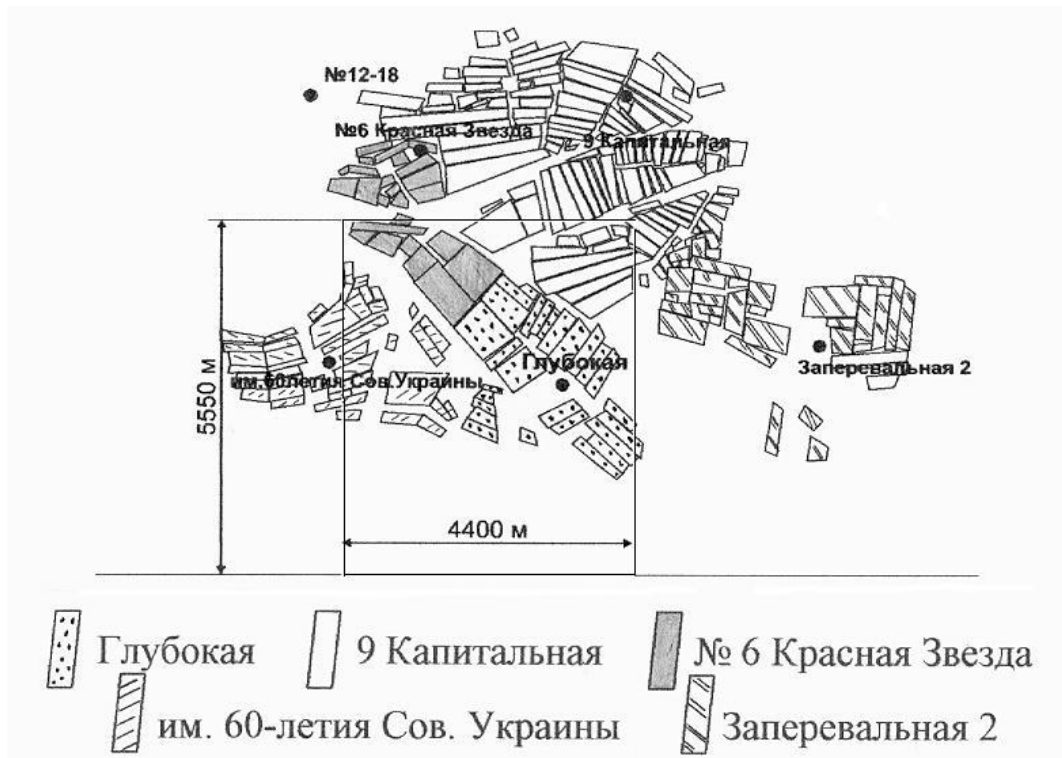 №12-18
№6 Красная Звезда
9 Капитальная
Глубокая
Заперевальная 2
им.60летия Сов.Украины
5550 м
4400 м
Глубокая
9 Капитальная
№ 6 Красная Звезда
им. 60-летия Сов. Украины
Заперевальная 2